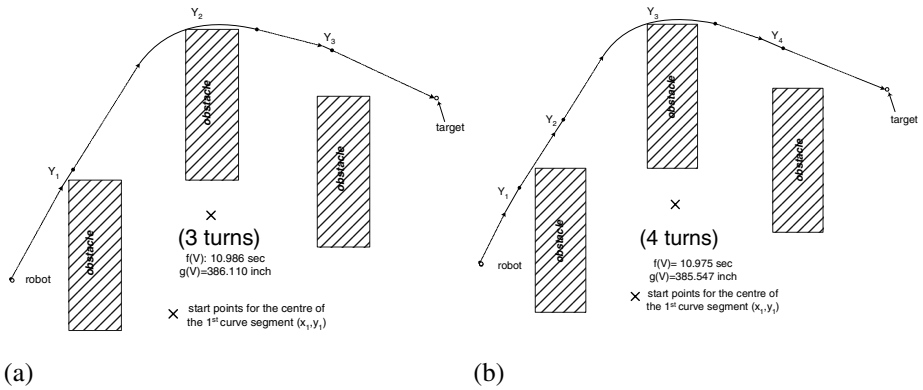 Y₂
Y₃
obstacle
obstacle
target
Y₁
obstacle
(3 turns)
f(V): 10.986 sec
g(V)=386.110 inch
robot
× start points for the centre of
the 1ˢᵗ curve segment (x₁,y₁)
(a)
Y₃
Y₄
obstacle
Y₂
obstacle
target
Y₁
obstacle
(4 turns)
f(V)= 10.975 sec
g(V)=385.547 inch
robot
× start points for the centre of
the 1ˢᵗ curve segment (x₁,y₁)
(b)